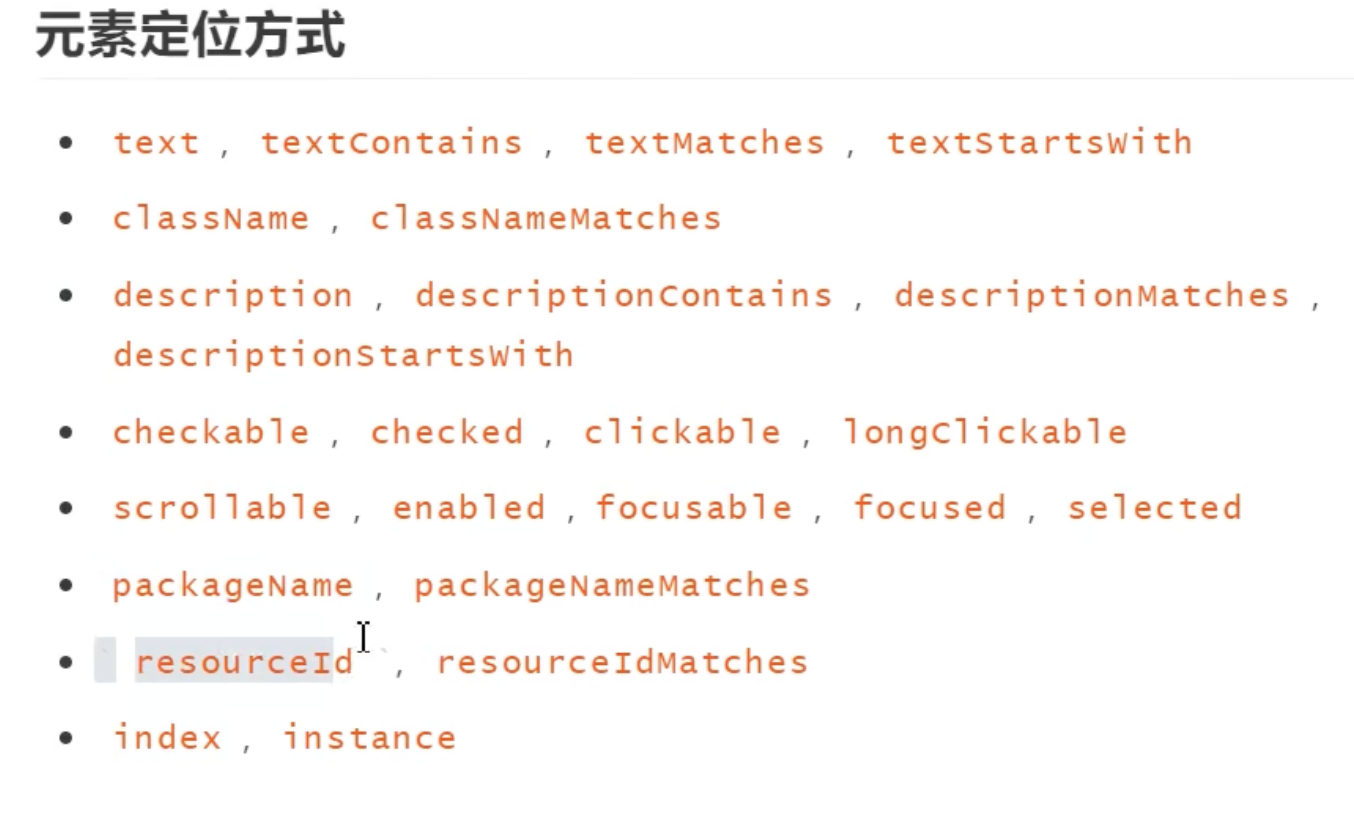 元素定位方式
• text , textContains , textMatches , textStartsWith
• className , classNameMatches
• description , descriptionContains , descriptionMatches ,
descriptionStartsWith
• checkable , checked , clickable , longClickable
• scrollable , enabled ,focusable , focused , selected
• packageName , packageNameMatches
• ` resourceId `, resourceIdMatches
• index , instance